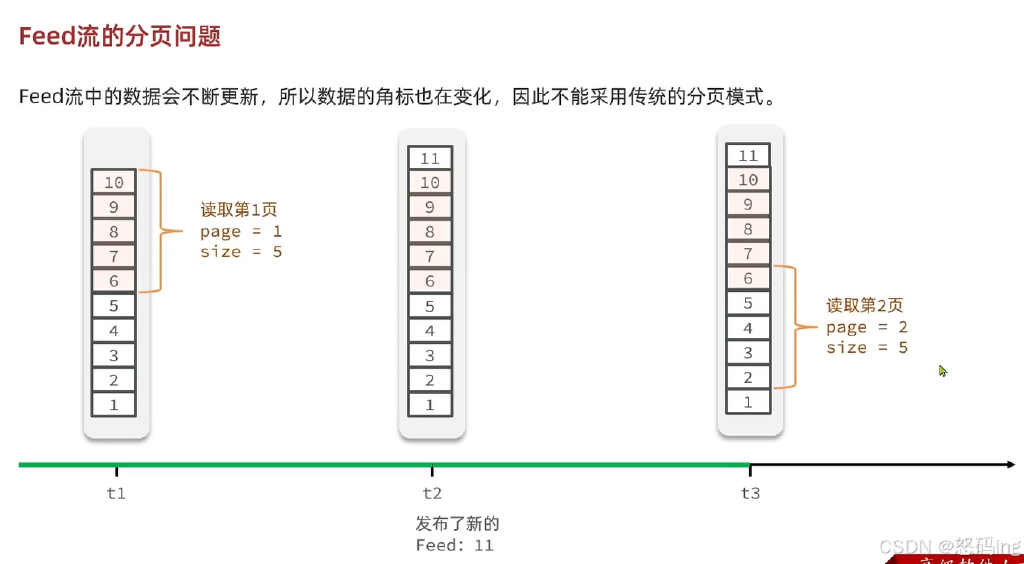 Feed流的分页问题
Feed流中的数据会不断更新，所以数据的角标也在变化，因此不能采用传统的分页模式。
10
9
8
7
6
5
4
3
2
1
读取第1页
page = 1
size = 5
11
10
9
8
7
6
5
4
3
2
1
11
10
9
8
7
6
5
4
3
2
1
读取第2页
page = 2
size = 5
t1
t2
t3
发布了新的
Feed: 11
CSDN @怒码ing